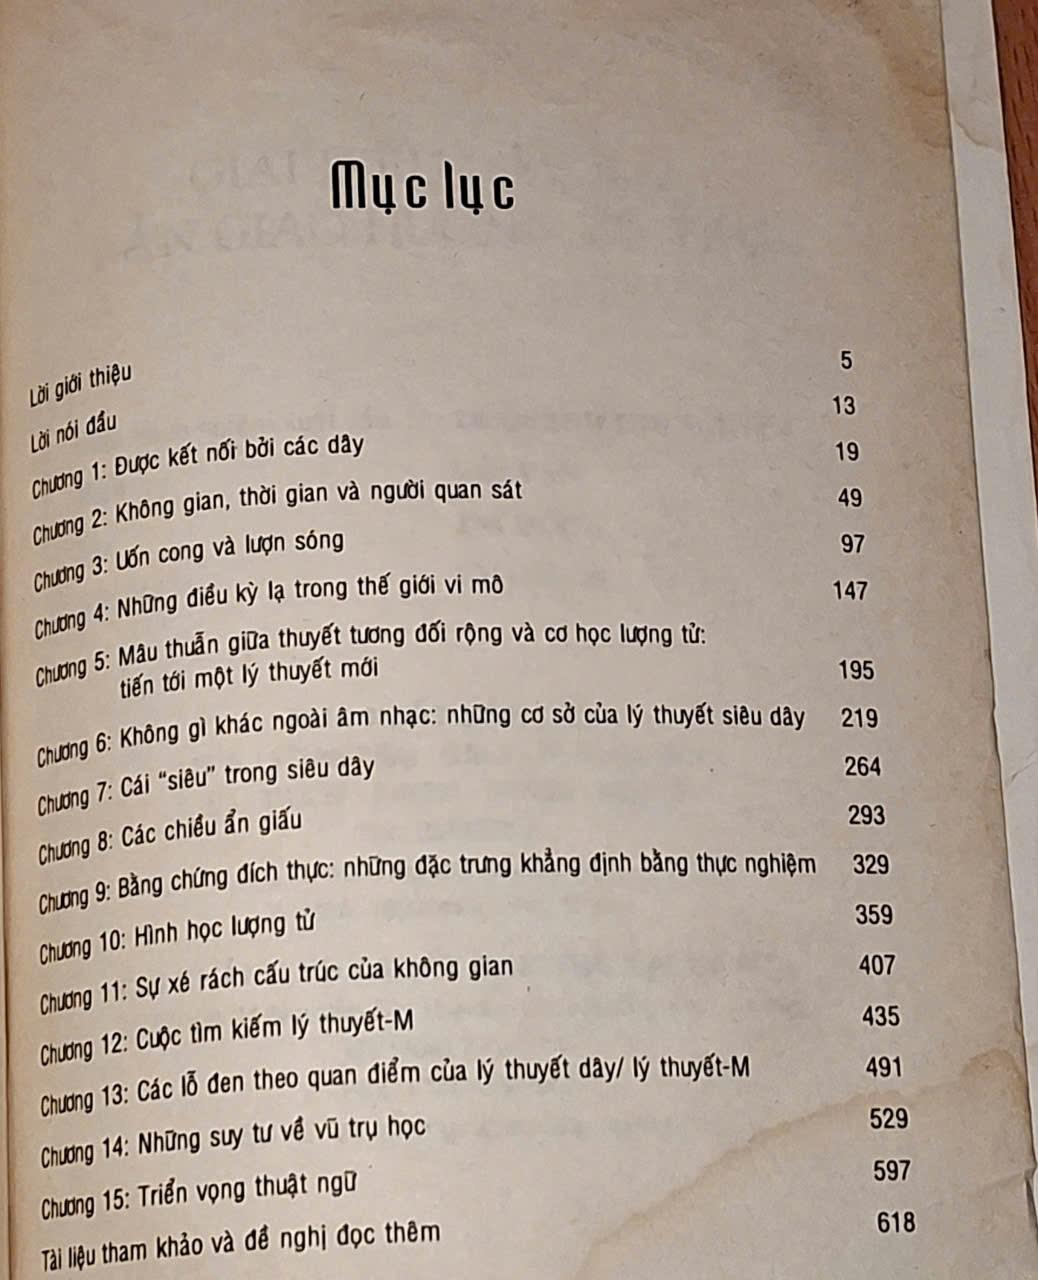 Mục lục
Lời giới thiệu 5
Lời nói đầu 13
Chương 1: Được kết nối bởi các dây 19
Chương 2: Không gian, thời gian và người quan sát 49
Chương 3: Uốn cong và lượn sóng 97
Chương 4: Những điều kỳ lạ trong thế giới vi mô 147
Chương 5: Mâu thuẫn giữa thuyết tương đối rộng và cơ học lượng tử:
tiến tới một lý thuyết mới 195
Chương 6: Không gì khác ngoài âm nhạc: những cơ sở của lý thuyết siêu dây 219
Chương 7: Cái “siêu” trong siêu dây 264
Chương 8: Các chiều ẩn giấu 293
Chương 9: Bằng chứng đích thực: những đặc trưng khẳng định bằng thực nghiệm 329
Chương 10: Hình học lượng tử 359
Chương 11: Sự xé rách cấu trúc của không gian 407
Chương 12: Cuộc tìm kiếm lý thuyết-M 435
Chương 13: Các lỗ đen theo quan điểm của lý thuyết dây/ lý thuyết-M 491
Chương 14: Những suy tư về vũ trụ học 529
Chương 15: Triển vọng thuật ngữ 597
Tài liệu tham khảo và đề nghị đọc thêm 618